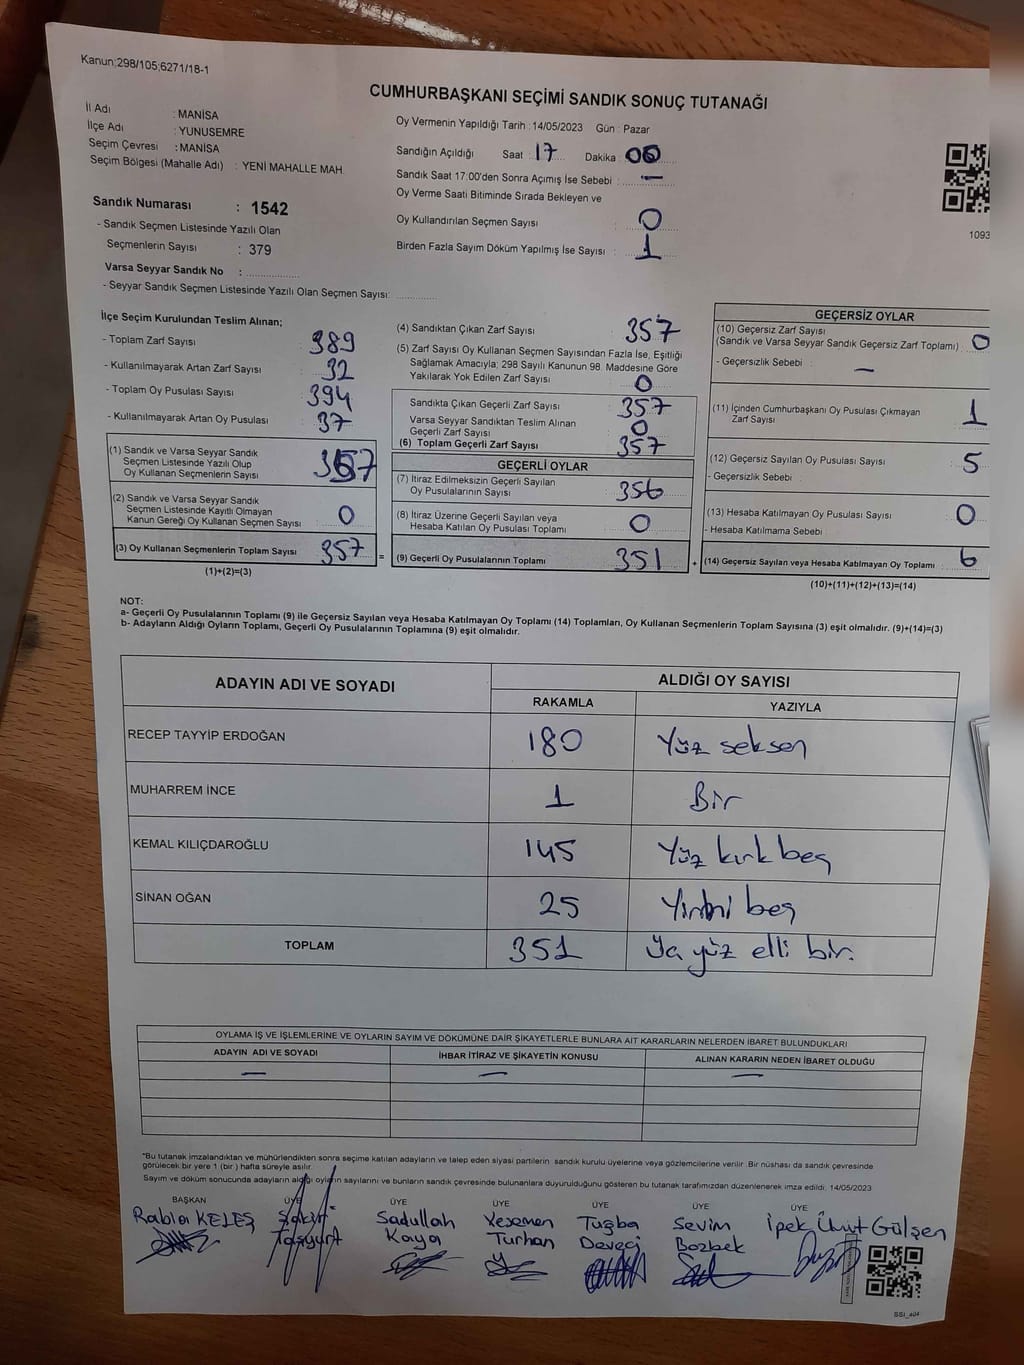 Kanun;298/105;6271/18-1
CUMHURBAŞKANI SEÇİMİ SANDIK SONUÇ TUTANAĞI
İl Adı : MANİSA
İlçe Adı : YUNUSEMRE
Seçim Çevresi : MANİSA
Seçim Bölgesi (Mahalle Adı) : YENİ MAHALLE MAH.
Oy Vermenin Yapıldığı Tarih : 14/05/2023 Gün : Pazar
Sandığın Açıldığı Saat : 17 Dakika : 00
Sandık Saat 17:00'den Sonra Açımış İse Sebebi : —
Oy Verme Saati Bitiminde Sırada Bekleyen ve
Oy Kullandırılan Seçmen Sayısı : 0
Birden Fazla Sayım Döküm Yapılmış İse Sayısı : 1
1093
Sandık Numarası : 1542
- Sandık Seçmen Listesinde Yazılı Olan
Seçmenlerin Sayısı : 379
Varsa Seyyar Sandık No :
- Seyyar Sandık Seçmen Listesinde Yazılı Olan Seçmen Sayısı:
İlçe Seçim Kurulundan Teslim Alınan;
- Toplam Zarf Sayısı 389
- Kullanılmayarak Artan Zarf Sayısı 32
- Toplam Oy Pusulası Sayısı 394
- Kullanılmayarak Artan Oy Pusulası 37
(1) Sandık ve Varsa Seyyar Sandık
Seçmen Listesinde Yazılı Olup
Oy Kullanan Seçmenlerin Sayısı 357
(2) Sandık ve Varsa Seyyar Sandık
Seçmen Listesinde Kayıtlı Olmayan
Kanun Gereği Oy Kullanan Seçmen Sayısı 0
(3) Oy Kullanan Seçmenlerin Toplam Sayısı 357
(1)+(2)=(3)
=
(4) Sandıktan Çıkan Zarf Sayısı 357
(5) Zarf Sayısı Oy Kullanan Seçmen Sayısından Fazla İse, Eşitliği
Sağlamak Amacıyla; 298 Sayılı Kanunun 98. Maddesine Göre
Yakılarak Yok Edilen Zarf Sayısı 0
Sandıkta Çıkan Geçerli Zarf Sayısı 357
Varsa Seyyar Sandıktan Teslim Alınan
Geçerli Zarf Sayısı 0
(6) Toplam Geçerli Zarf Sayısı 357
GEÇERLİ OYLAR
(7) İtiraz Edilmeksizin Geçerli Sayılan
Oy Pusulalarının Sayısı 356
(8) İtiraz Üzerine Geçerli Sayılan veya
Hesaba Katılan Oy Pusulası Toplamı 0
(9) Geçerli Oy Pusulalarının Toplamı 351
+
GEÇERSİZ OYLAR
(10) Geçersiz Zarf Sayısı
(Sandık ve Varsa Seyyar Sandık Geçersiz Zarf Toplamı) : 0
- Geçersizlik Sebebi : —
(11) İçinden Cumhurbaşkanı Oy Pusulası Çıkmayan
Zarf Sayısı 1
(12) Geçersiz Sayılan Oy Pusulası Sayısı 5
- Geçersizlik Sebebi :
(13) Hesaba Katılmayan Oy Pusulası Sayısı 0
- Hesaba Katılmama Sebebi :
(14) Geçersiz Sayılan veya Hesaba Katılmayan Oy Toplamı 6
(10)+(11)+(12)+(13)=(14)
NOT:
a- Geçerli Oy Pusulalarının Toplamı (9) ile Geçersiz Sayılan veya Hesaba Katılmayan Oy Toplamı (14) Toplamları, Oy Kullanan Seçmenlerin Toplam Sayısına (3) eşit olmalıdır. (9)+(14)=(3)
b- Adayların Aldığı Oyların Toplamı, Geçerli Oy Pusulalarının Toplamına (9) eşit olmalıdır.
ADAYIN ADI VE SOYADI ALDIĞI OY SAYISI
RAKAMLA YAZIYLA
RECEP TAYYİP ERDOĞAN 180 Yüz seksen
MUHARREM İNCE 1 Bir
KEMAL KILIÇDAROĞLU 145 Yüz kırk beş
SİNAN OĞAN 25 Yirmi beş
TOPLAM 351 yüz elli bir.
OYLAMA İŞ VE İŞLEMLERİNE VE OYLARIN SAYIM VE DÖKÜMÜNE DAİR ŞİKAYETLERLE BUNLARA AİT KARARLARIN NELERDEN İBARET BULUNDUKLARI
ADAYIN ADI VE SOYADI İHBAR İTİRAZ VE ŞİKAYETİN KONUSU ALINAN KARARIN NEDEN İBARET OLDUĞU
— — —
*Bu tutanak imzalandıktan ve mühürlendikten sonra seçime katılan adayların ve talep eden siyasi partilerin sandık kurulu üyelerine veya gözlemcilerine verilir. Bir nüshası da sandık çevresinde
görülecek bir yere 1 (bir ) hafta süreyle asılır.
Sayım ve döküm sonucunda adayların aldığı oyların sayılarını ve bunların sandık çevresinde bulunanlara duyurulduğunu gösteren bu tutanak tarafımızdan düzenlenerek imza edildi. 14/05/2023
BAŞKAN ÜYE ÜYE ÜYE ÜYE ÜYE ÜYE
Rabia KELEŞ Şakir Sadullah Yesemen Tuğba Sevim İpek Ümit Gülşen
Taşyurt Kaya Turhan Deveci Bozbek
SSI_404